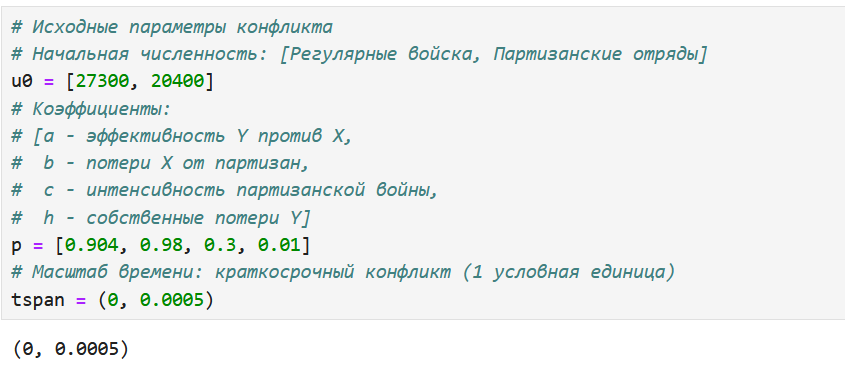 # Исходные параметры конфликта
# Начальная численность: [Регулярные войска, Партизанские отряды]
u0 = [27300, 20400]
# Коэффициенты:
# [a - эффективность Y против X,
#  b - потери X от партизан,
#  c - интенсивность партизанской войны,
#  h - собственные потери Y]
p = [0.904, 0.98, 0.3, 0.01]
# Масштаб времени: краткосрочный конфликт (1 условная единица)
tspan = (0, 0.0005)
(0, 0.0005)